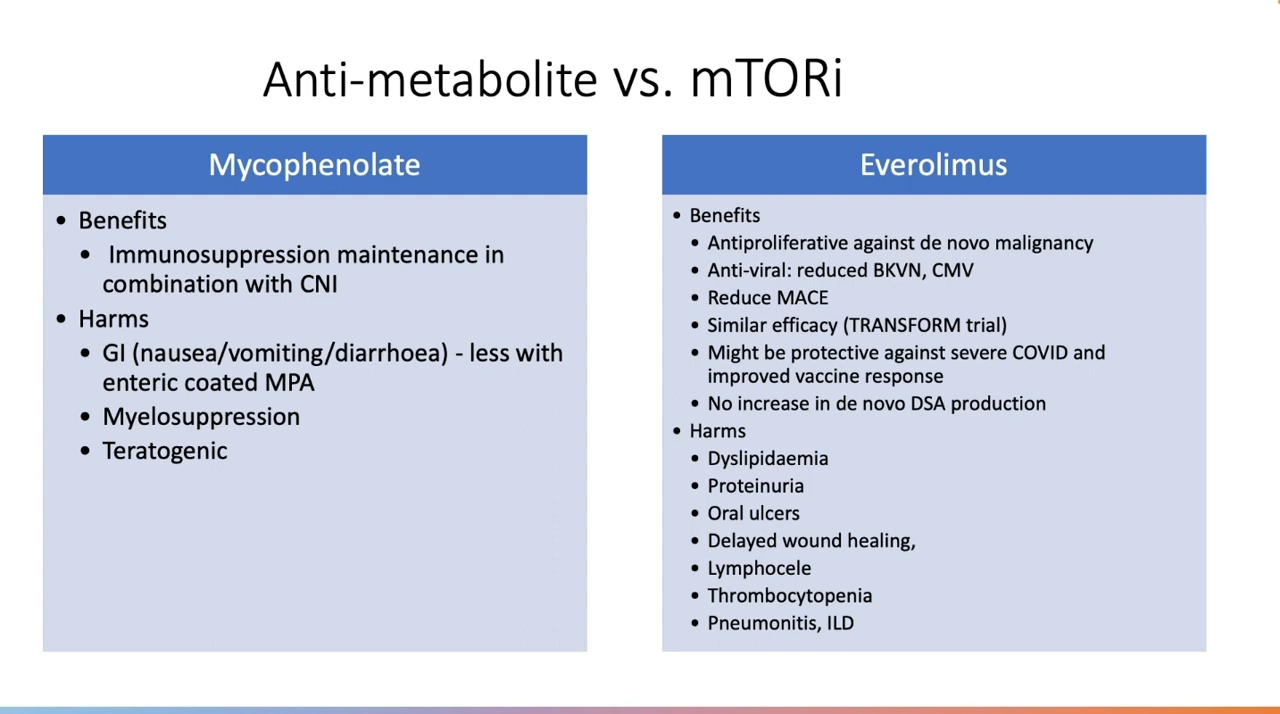 Anti-metabolite vs. mTORi
Mycophenolate
• Benefits
• Immunosuppression maintenance in
combination with CNI
• Harms
• GI (nausea/vomiting/diarrhoea) - less with
enteric coated MPA
• Myelosuppression
• Teratogenic
Everolimus
• Benefits
• Antiproliferative against de novo malignancy
• Anti-viral: reduced BKVN, CMV
• Reduce MACE
• Similar efficacy (TRANSFORM trial)
• Might be protective against severe COVID and
improved vaccine response
• No increase in de novo DSA production
• Harms
• Dyslipidaemia
• Proteinuria
• Oral ulcers
• Delayed wound healing,
• Lymphocele
• Thrombocytopenia
• Pneumonitis, ILD